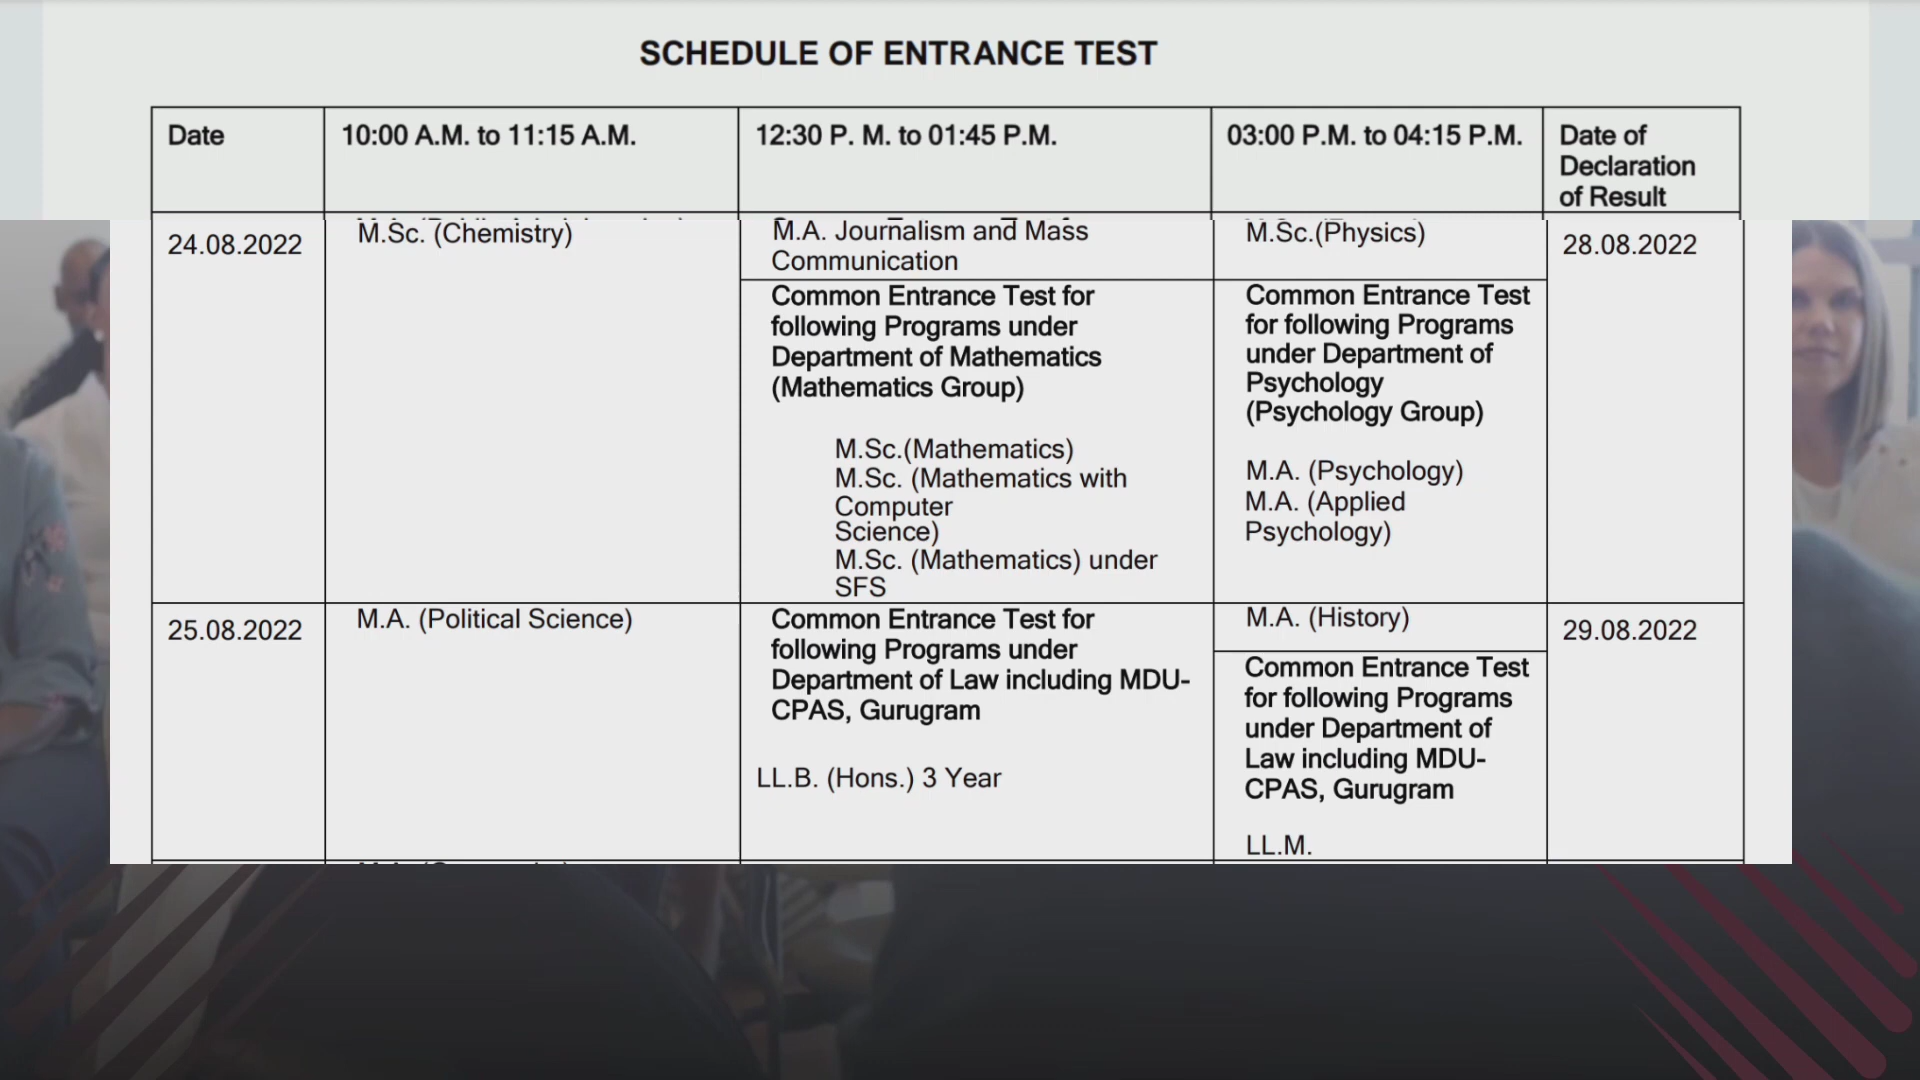 SCHEDULE OF ENTRANCE TEST
Date
10:00 A.M. to 11:15 A.M.
12:30 P. M. to 01:45 P.M.
03:00 P.M. to 04:15 P.M.
Date of
Declaration
of Result
24.08.2022
M.Sc. (Chemistry)
M.A. Journalism and Mass
Communication
Common Entrance Test for
following Programs under
Department of Mathematics
(Mathematics Group)
M.Sc.(Mathematics)
M.Sc. (Mathematics with
Computer
Science)
M.Sc. (Mathematics) under
SFS
M.Sc.(Physics)
Common Entrance Test
for following Programs
under Department of
Psychology
(Psychology Group)
M.A. (Psychology)
M.A. (Applied
Psychology)
28.08.2022
25.08.2022
M.A. (Political Science)
Common Entrance Test for
following Programs under
Department of Law including MDU-
CPAS, Gurugram
LL.B. (Hons.) 3 Year
M.A. (History)
Common Entrance Test
for following Programs
under Department of
Law including MDU-
CPAS, Gurugram
LL.M.
29.08.2022